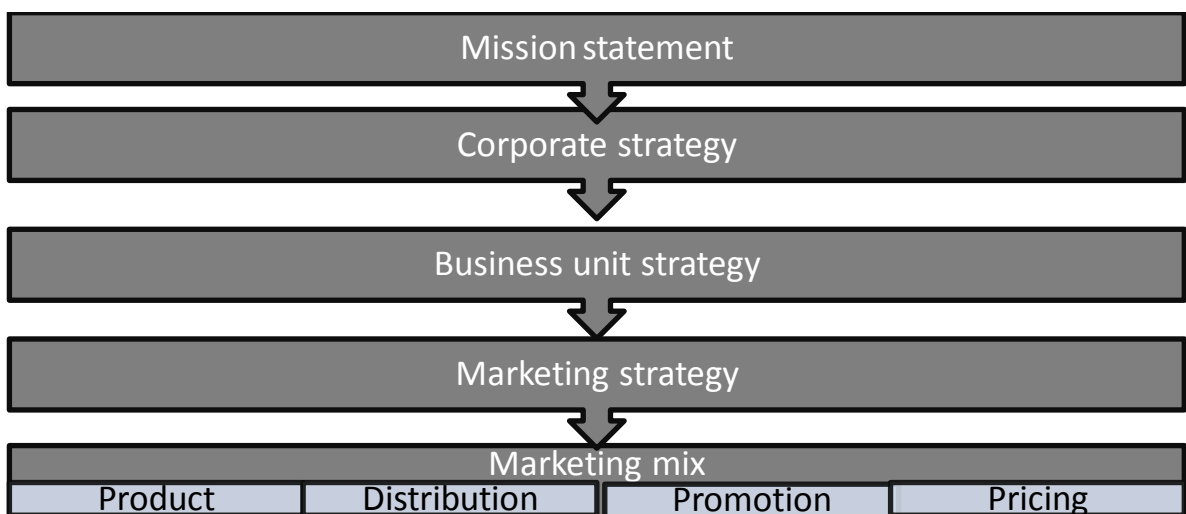 Mission statement
Corporate strategy
Business unit strategy
Marketing strategy
Marketing mix
Product Distribution Promotion Pricing